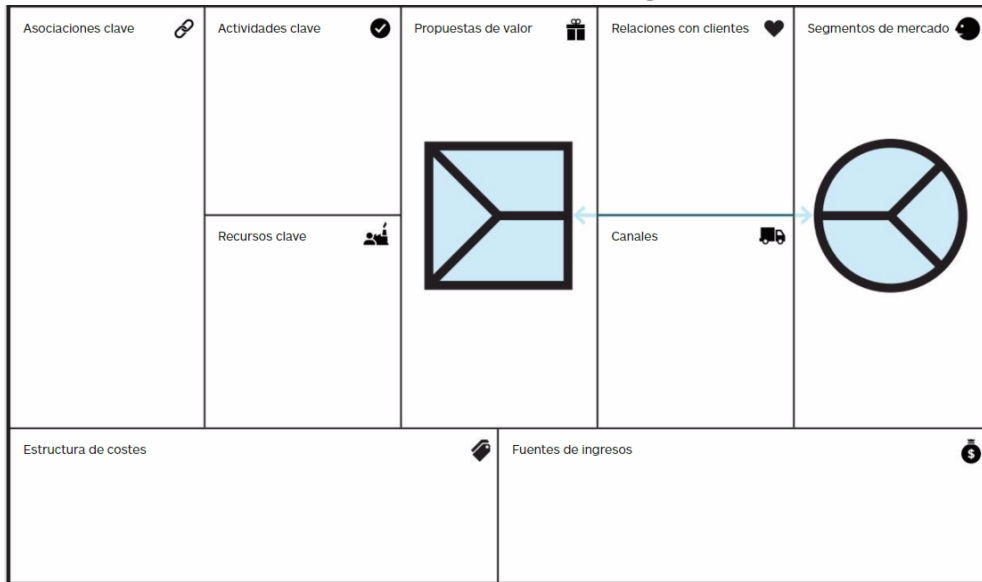 Asociaciones clave
Actividades clave
Propuestas de valor
Relaciones con clientes
Segmentos de mercado
Recursos clave
Canales
Estructura de costes
Fuentes de ingresos
$